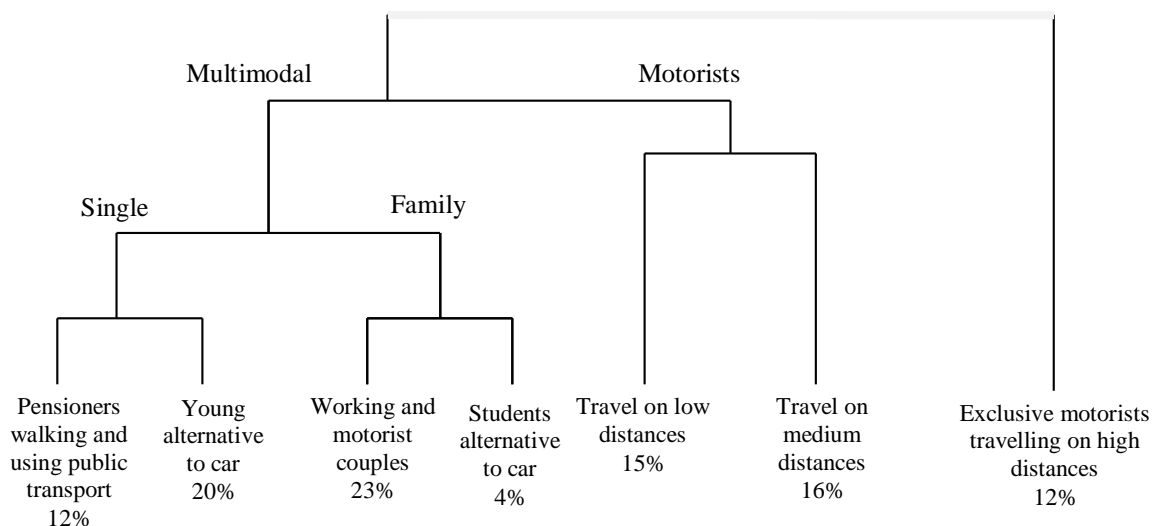 Multimodal
Motorists
Single
Family
Pensioners
walking and
using public
transport
12%
Young
alternative
to car
20%
Working and
motorist
couples
23%
Students
alternative
to car
4%
Travel on low
distances
15%
Travel on
medium
distances
16%
Exclusive motorists
travelling on high
distances
12%